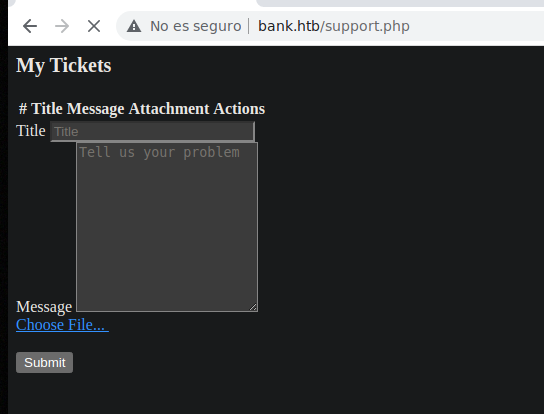 No es seguro bank.htb/support.php
My Tickets
# Title Message Attachment Actions
Title Title
Tell us your problem
Message
Choose File...
Submit